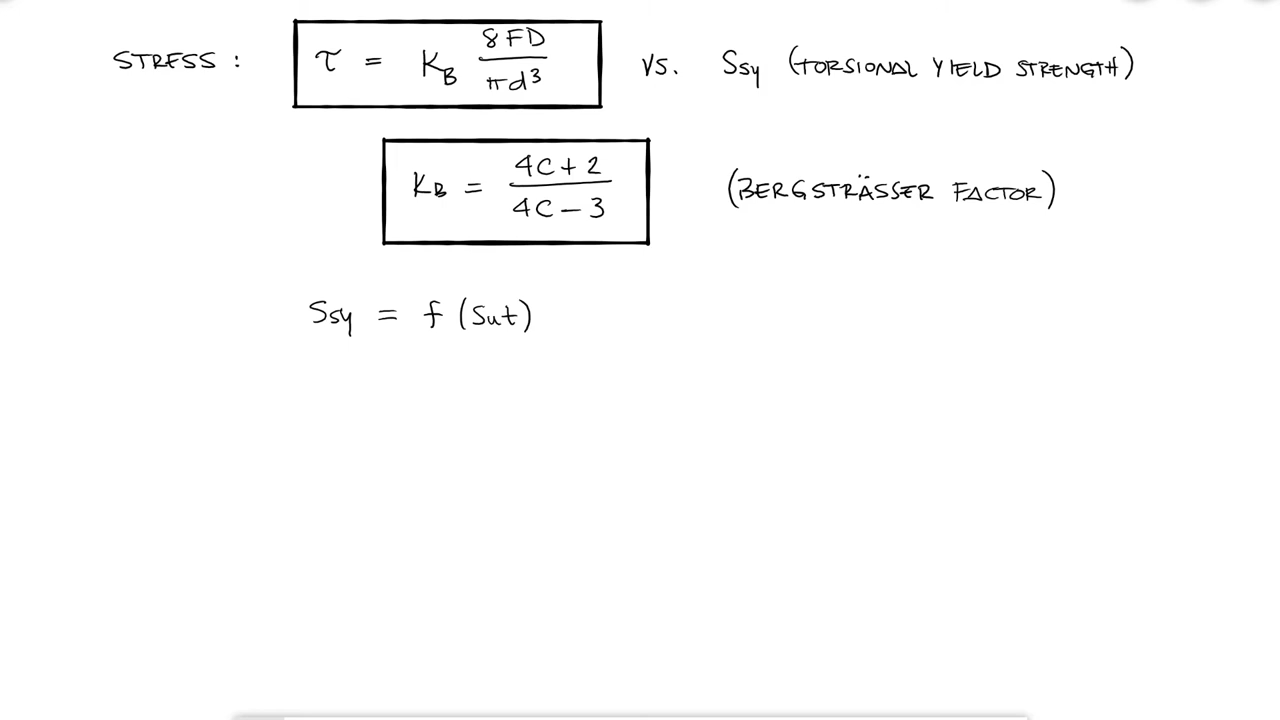 STRESS : τ = K_B 8FD/πd³ VS. Ssy (TORSIONAL YIELD STRENGTH)
K_B = 4C+2/4C−3 (BERGSTRÄSSER FACTOR)
Ssy = f (Sut)